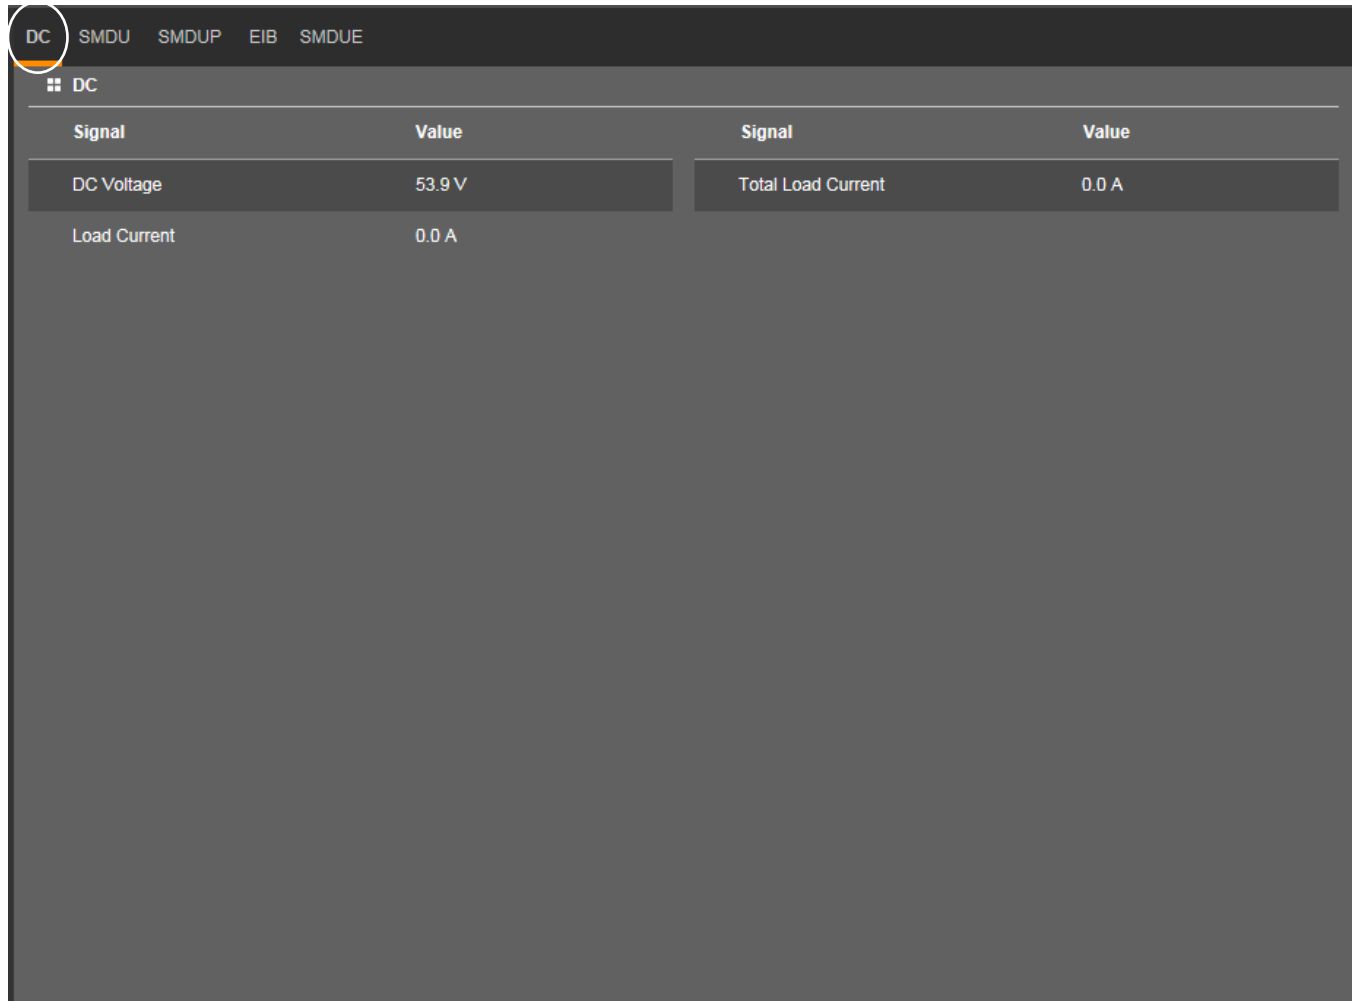 DC SMDU SMDUP EIB SMDUE
DC
Signal Value Signal Value
DC Voltage 53.9 V Total Load Current 0.0 A
Load Current 0.0 A